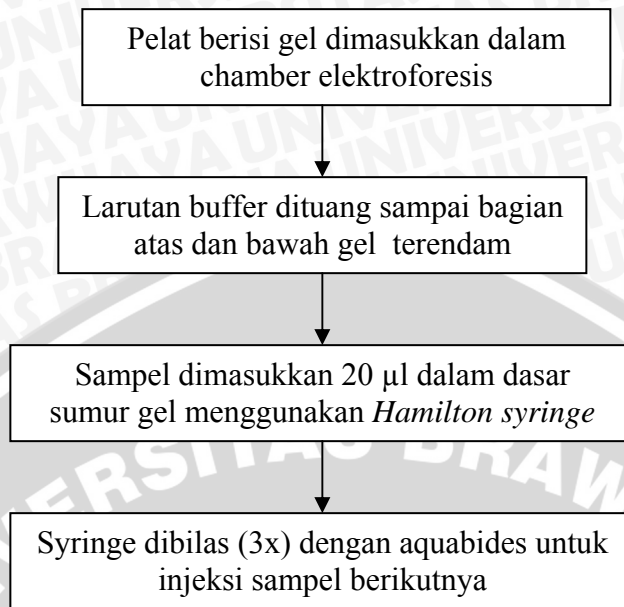 Pelat berisi gel dimasukkan dalam
chamber elektroforesis
Larutan buffer dituang sampai bagian
atas dan bawah gel terendam
Sampel dimasukkan 20 µl dalam dasar
sumur gel menggunakan Hamilton syringe
Syringe dibilas (3x) dengan aquabides untuk
injeksi sampel berikutnya